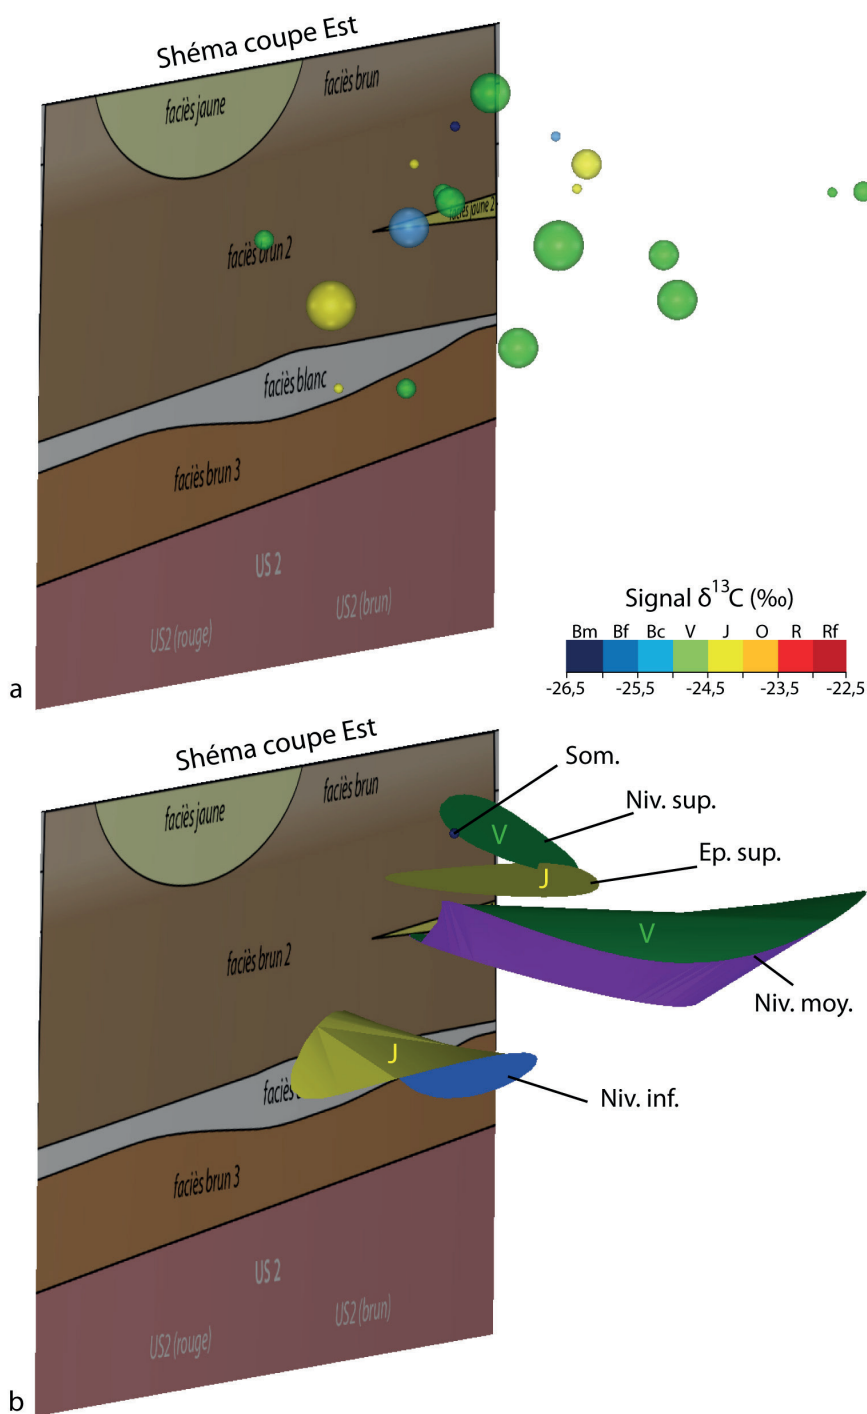 Shéma coupe Est
faciès jaune
faciès brun
faciès jaune 2
faciès brun 2
faciès blanc
faciès brun 3
US 2
US2 (rouge)
US2 (brun)
Signal δ13C (‰)
Bm Bf Bc V J O R Rf
-26,5 -25,5 -24,5 -23,5 -22,5
a
Shéma coupe Est
Som.
Niv. sup.
Ep. sup.
faciès jaune
faciès brun
V
J
faciès brun 2
V
Niv. moy.
J
faciès
Niv. inf.
faciès brun 3
US 2
US2 (rouge)
US2 (brun)
b